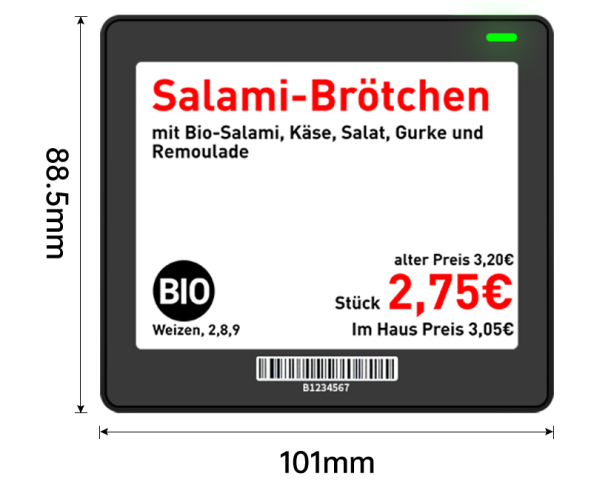 Salami-Brötchen
mit Bio-Salami, Käse, Salat, Gurke und
Remoulade
88.5mm
alter Preis 3,20€
BIO
Stück 2,75€
Weizen, 2,8,9
Im Haus Preis 3,05€
B1234567
101mm